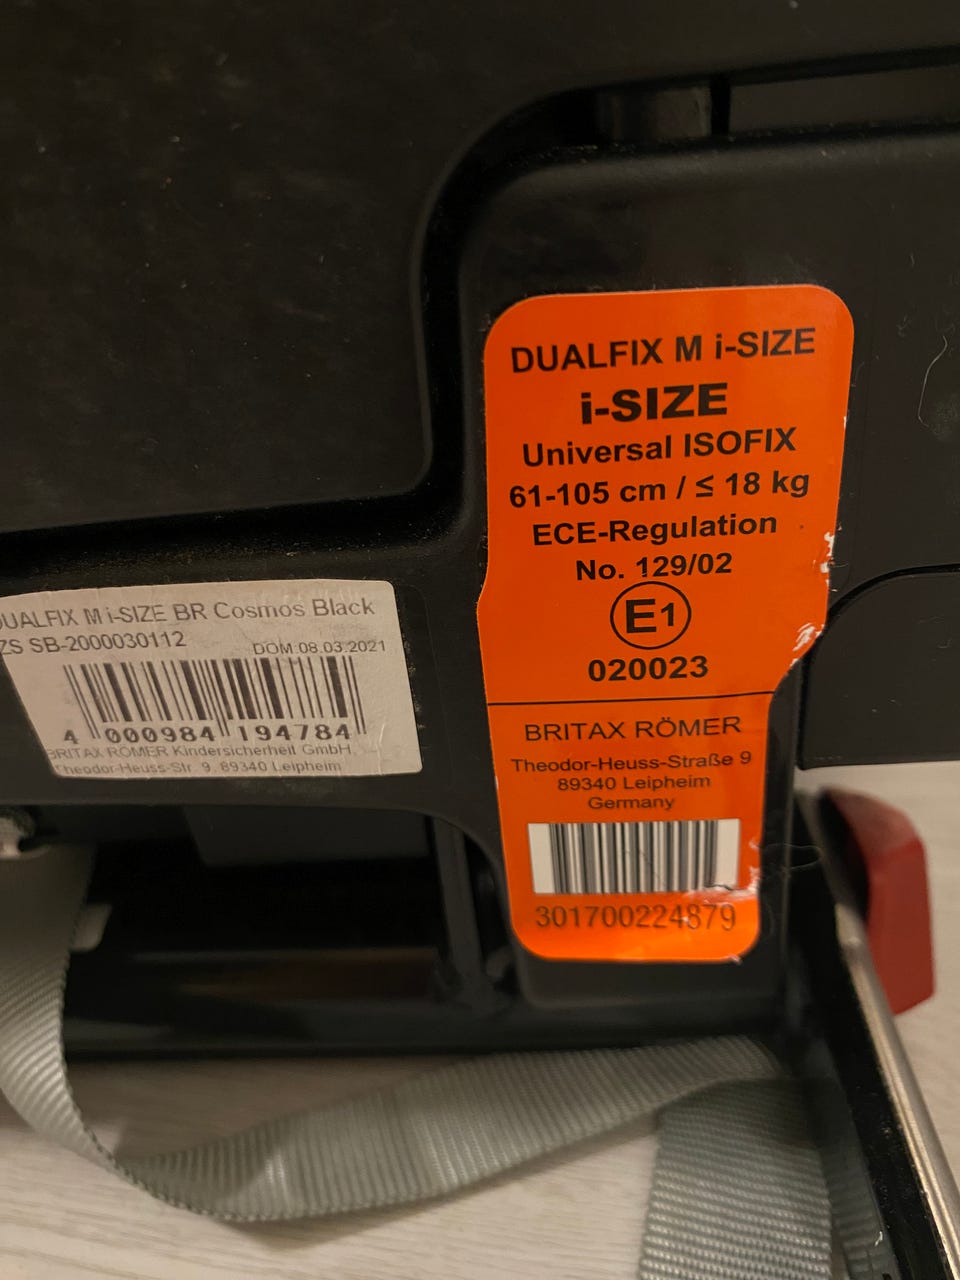 DUALFIX M i-SIZE
i-SIZE
Universal ISOFIX
61-105 cm / ≤ 18 kg
ECE-Regulation
No. 129/02
E1
020023
BRITAX RÖMER
Theodor-Heuss-Straße 9
89340 Leipheim
Germany
301700224879
DUALFIX M i-SIZE BR Cosmos Black
ZS SB-2000030112
DOM:08.03.2021
4 000984 194784
BRITAX RÖMER Kindersicherheit GmbH
Theodor-Heuss-Str. 9, 89340 Leipheim